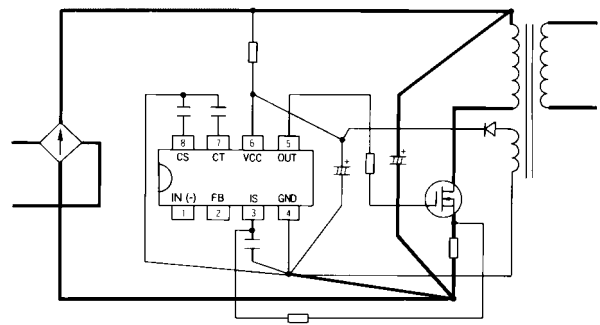 +
8 7 6 5
CS CT VCC OUT
+
+
IN (-) FB IS GND
1 2 3 4